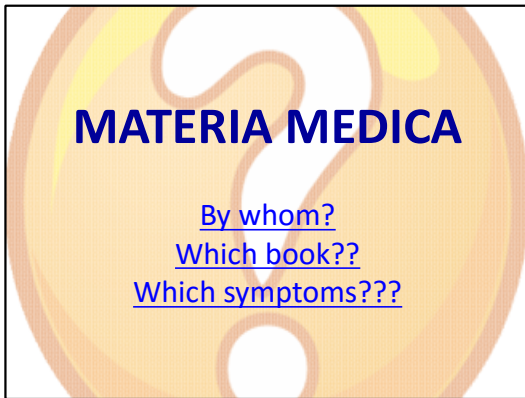 MATERIA MEDICA
By whom?
Which book??
Which symptoms???